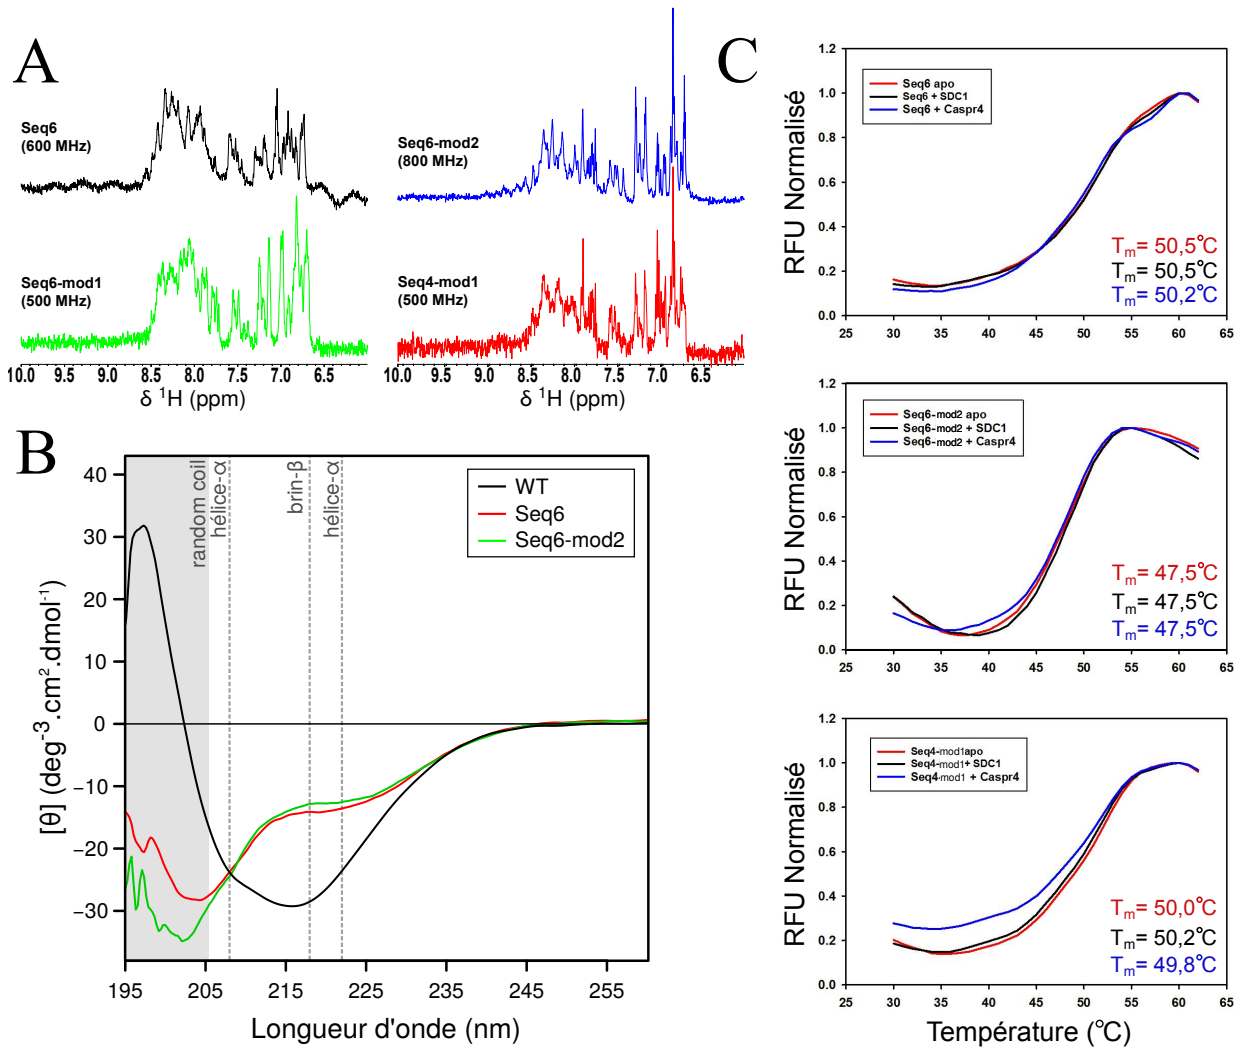 A
Seq6
(600 MHz)
Seq6-mod2
(800 MHz)
Seq6-mod1
(500 MHz)
Seq4-mod1
(500 MHz)
10.0 9.5 9.0 8.5 8.0 7.5 7.0 6.5
δ ¹H (ppm)
10.0 9.5 9.0 8.5 8.0 7.5 7.0 6.5
δ ¹H (ppm)
B
random coil
hélice-α
brin-β
hélice-α
WT
Seq6
Seq6-mod2
40
30
20
10
0
−10
−20
−30
[θ] (deg⁻³.cm².dmol⁻¹)
195 205 215 225 235 245 255
Longueur d'onde (nm)
C
RFU Normalisé
1.2
1.0
0.8
0.6
0.4
0.2
0.0
Seq6 apo
Seq6 + SDC1
Seq6 + Caspr4
Tm = 50,5°C
Tm = 50,5°C
Tm = 50,2°C
25 30 35 40 45 50 55 60 65
RFU Normalisé
1.2
1.0
0.8
0.6
0.4
0.2
0.0
Seq6-mod2 apo
Seq6-mod2 + SDC1
Seq6-mod2 + Caspr4
Tm= 47,5°C
Tm= 47,5°C
Tm= 47,5°C
25 30 35 40 45 50 55 60 65
RFU Normalisé
1.2
1.0
0.8
0.6
0.4
0.2
0.0
Seq4-mod1apo
Seq4-mod1+ SDC1
Seq4-mod1 + Caspr4
Tm= 50,0°C
Tm= 50,2°C
Tm= 49,8°C
25 30 35 40 45 50 55 60 65
Température (°C)